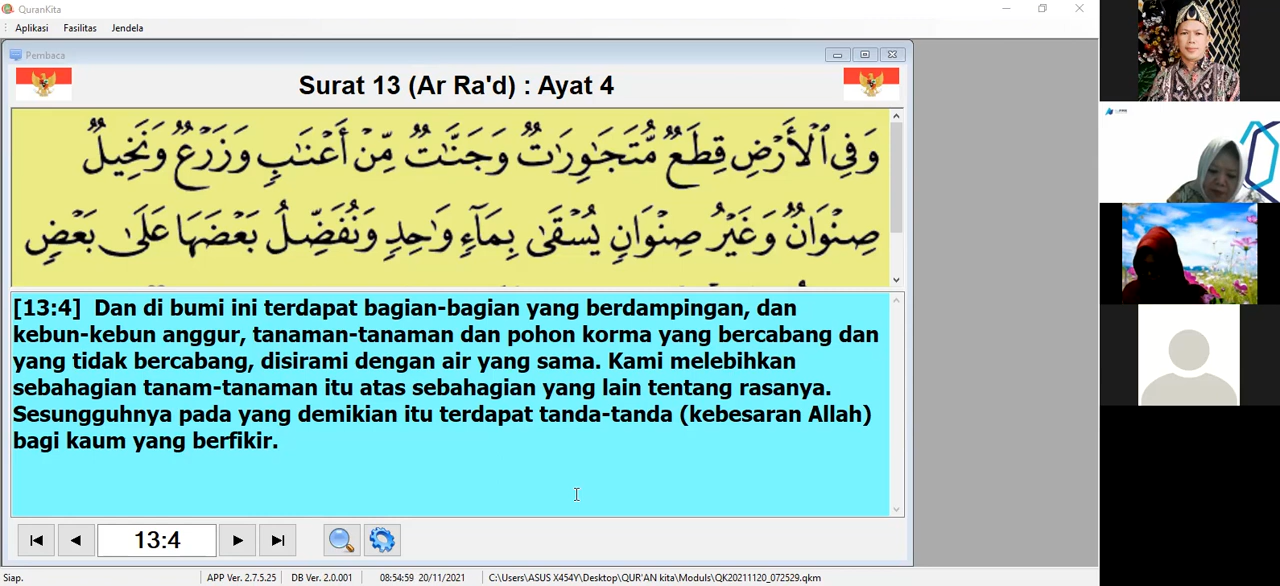 QuranKita
Aplikasi Fasilitas Jendela
Pembaca
Surat 13 (Ar Ra'd) : Ayat 4
وَفِي ٱلْأَرْضِ قِطَعٌ مُّتَجَـٰوِرَٰتٌ وَجَنَّـٰتٌ مِّنْ أَعْنَـٰبٍ وَزَرْعٌ وَنَخِيلٌ
صِنْوَانٌ وَغَيْرُ صِنْوَانٍ يُسْقَىٰ بِمَآءٍ وَٰحِدٍ وَنُفَضِّلُ بَعْضَهَا عَلَىٰ بَعْضٍ
[13:4] Dan di bumi ini terdapat bagian-bagian yang berdampingan, dan
kebun-kebun anggur, tanaman-tanaman dan pohon korma yang bercabang dan
yang tidak bercabang, disirami dengan air yang sama. Kami melebihkan
sebahagian tanam-tanaman itu atas sebahagian yang lain tentang rasanya.
Sesungguhnya pada yang demikian itu terdapat tanda-tanda (kebesaran Allah)
bagi kaum yang berfikir.
13:4
Siap. APP Ver. 2.7.5.25 DB Ver. 2.0.001 08:54:59 20/11/2021 C:\Users\ASUS X454Y\Desktop\QUR'AN kita\Moduls\QK20211120_072529.qkm